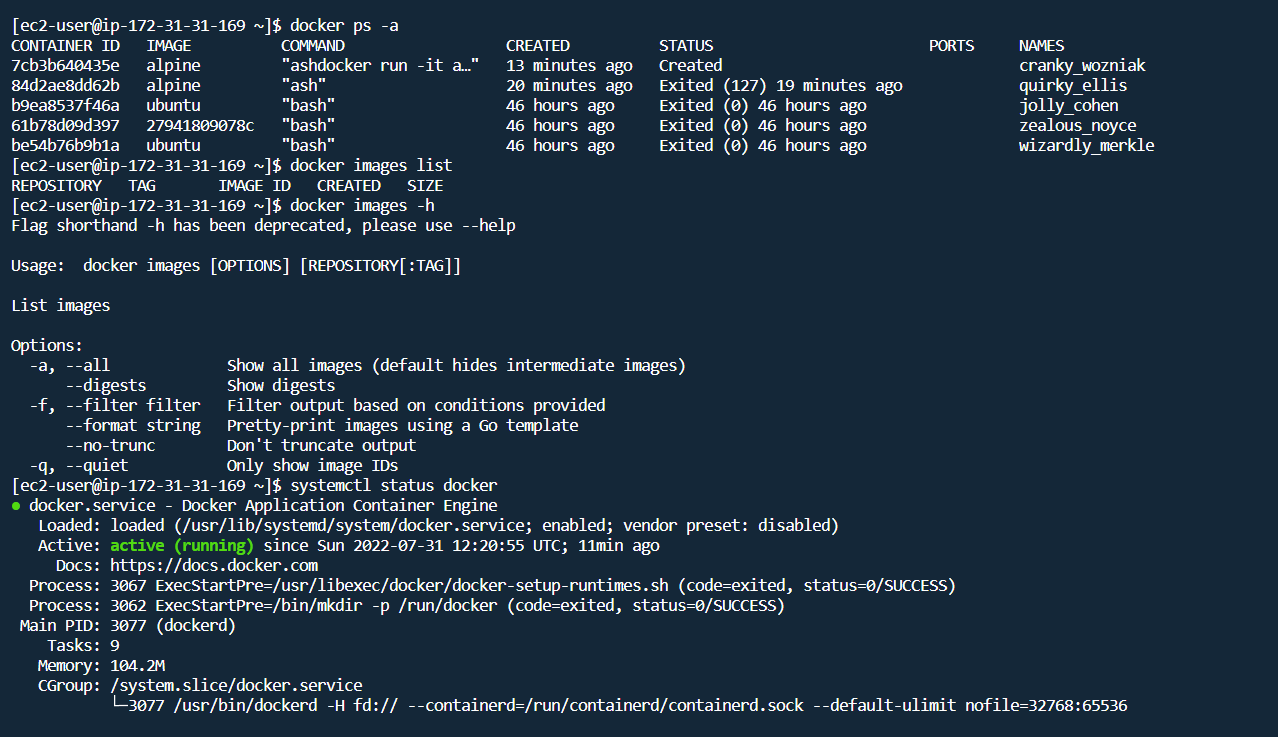 [ec2-user@ip-172-31-31-169 ~]$ docker ps -a
CONTAINER ID   IMAGE          COMMAND                  CREATED          STATUS                        PORTS     NAMES
7cb3b640435e   alpine         "ashdocker run -it a…"   13 minutes ago   Created                                 cranky_wozniak
84d2ae8dd62b   alpine         "ash"                    20 minutes ago   Exited (127) 19 minutes ago             quirky_ellis
b9ea8537f46a   ubuntu         "bash"                   46 hours ago     Exited (0) 46 hours ago                 jolly_cohen
61b78d09d397   27941809078c   "bash"                   46 hours ago     Exited (0) 46 hours ago                 zealous_noyce
be54b76b9b1a   ubuntu         "bash"                   46 hours ago     Exited (0) 46 hours ago                 wizardly_merkle
[ec2-user@ip-172-31-31-169 ~]$ docker images list
REPOSITORY   TAG       IMAGE ID   CREATED   SIZE
[ec2-user@ip-172-31-31-169 ~]$ docker images -h
Flag shorthand -h has been deprecated, please use --help

Usage:  docker images [OPTIONS] [REPOSITORY[:TAG]]

List images

Options:
  -a, --all             Show all images (default hides intermediate images)
      --digests         Show digests
  -f, --filter filter   Filter output based on conditions provided
      --format string   Pretty-print images using a Go template
      --no-trunc        Don't truncate output
  -q, --quiet           Only show image IDs
[ec2-user@ip-172-31-31-169 ~]$ systemctl status docker
● docker.service - Docker Application Container Engine
   Loaded: loaded (/usr/lib/systemd/system/docker.service; enabled; vendor preset: disabled)
   Active: active (running) since Sun 2022-07-31 12:20:55 UTC; 11min ago
     Docs: https://docs.docker.com
  Process: 3067 ExecStartPre=/usr/libexec/docker/docker-setup-runtimes.sh (code=exited, status=0/SUCCESS)
  Process: 3062 ExecStartPre=/bin/mkdir -p /run/docker (code=exited, status=0/SUCCESS)
 Main PID: 3077 (dockerd)
    Tasks: 9
   Memory: 104.2M
   CGroup: /system.slice/docker.service
           └─3077 /usr/bin/dockerd -H fd:// --containerd=/run/containerd/containerd.sock --default-ulimit nofile=32768:65536